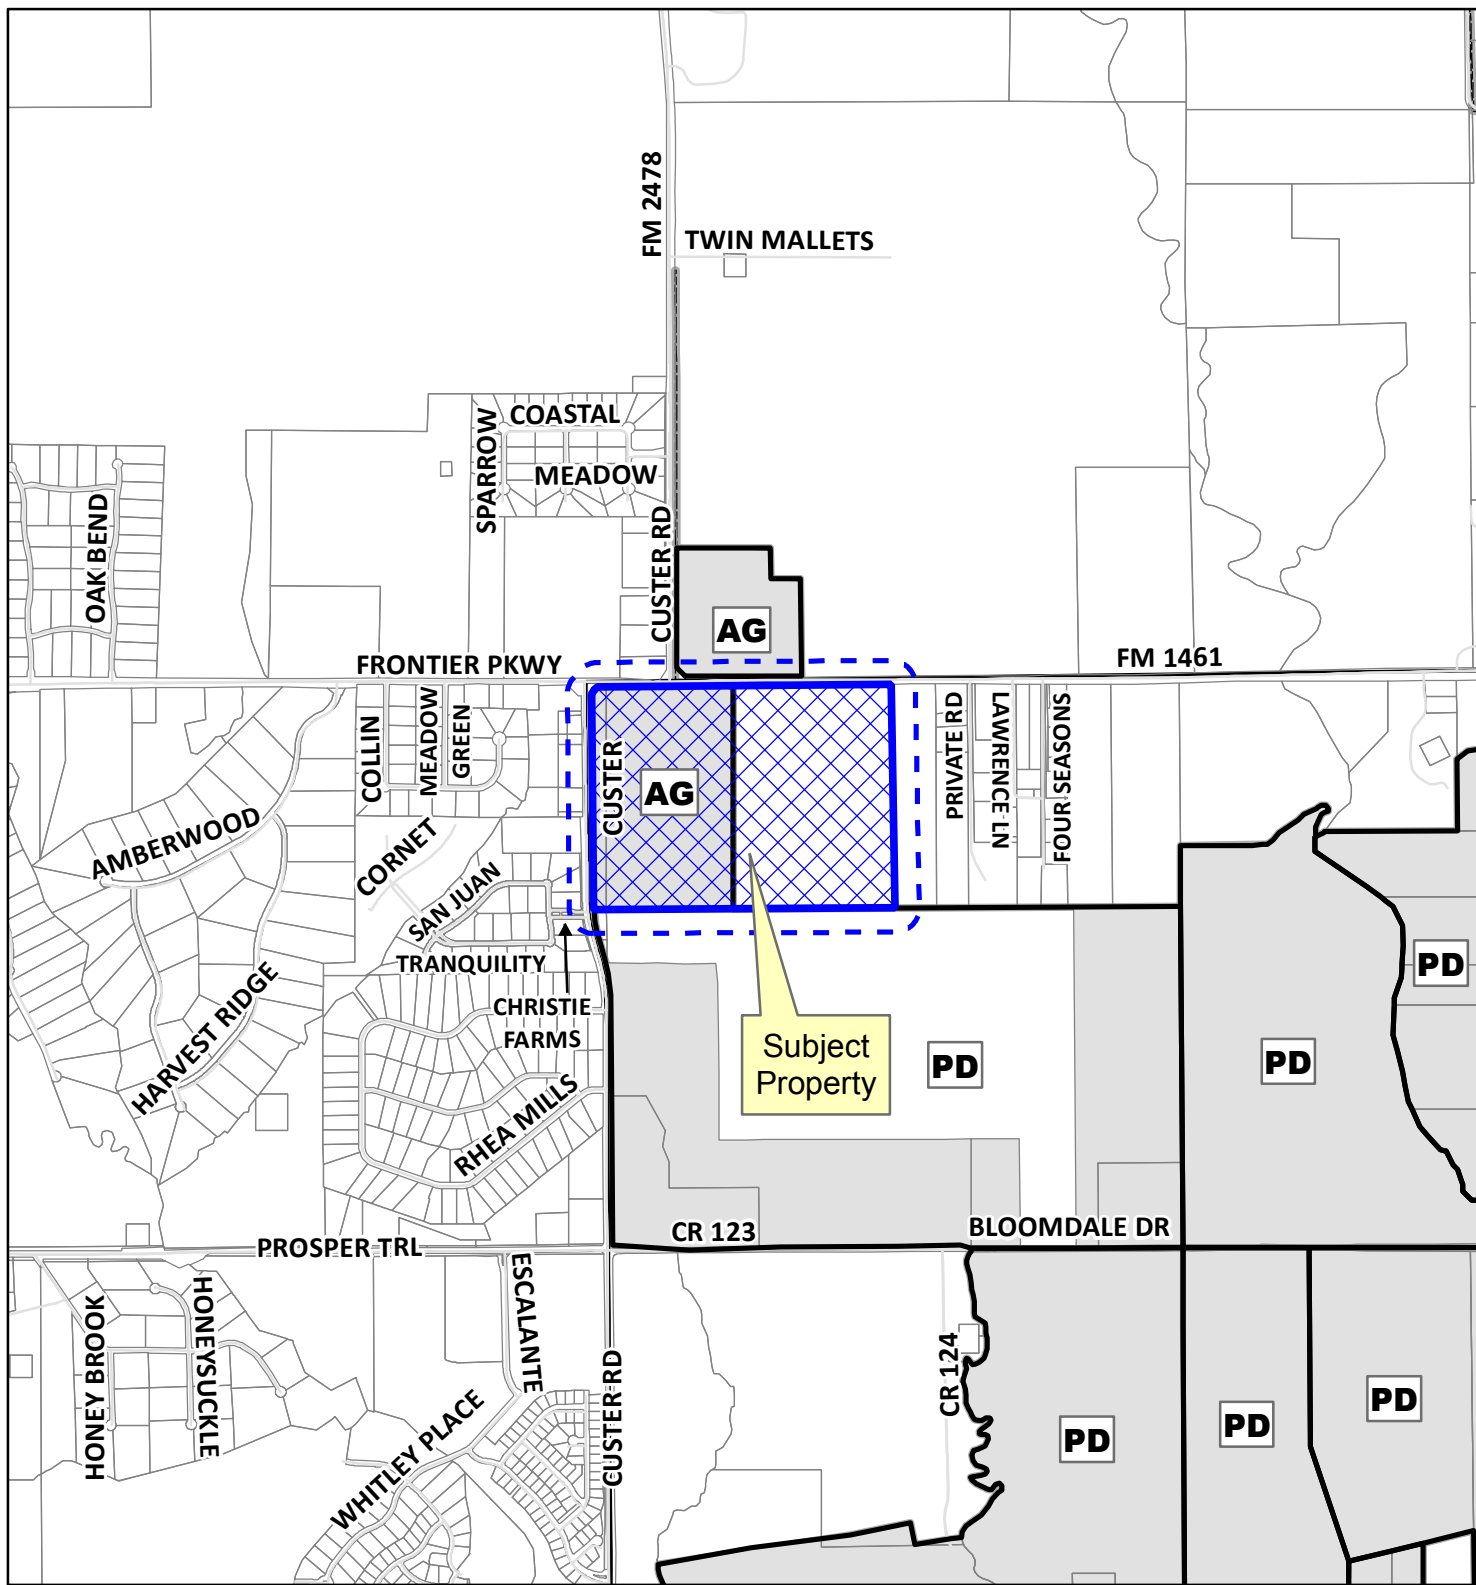 FM 2478
TWIN MALLETS
COASTAL
SPARROW
MEADOW
OAK BEND
CUSTER RD
AG
FRONTIER PKWY
FM 1461
COLLIN
MEADOW
GREEN
CUSTER
AG
PRIVATE RD
LAWRENCE LN
FOUR SEASONS
AMBERWOOD
CORNET
SAN JUAN
TRANQUILITY
HARVEST RIDGE
CHRISTIE
FARMS
RHEA MILLS
Subject
Property
PD
PD
PD
CR 123
BLOOMDALE DR
PROSPER TRL
HONEY BROOK
HONEYSUCKLE
ESCALANTE
WHITLEY PLACE
CUSTER RD
CR 124
PD
PD
PD